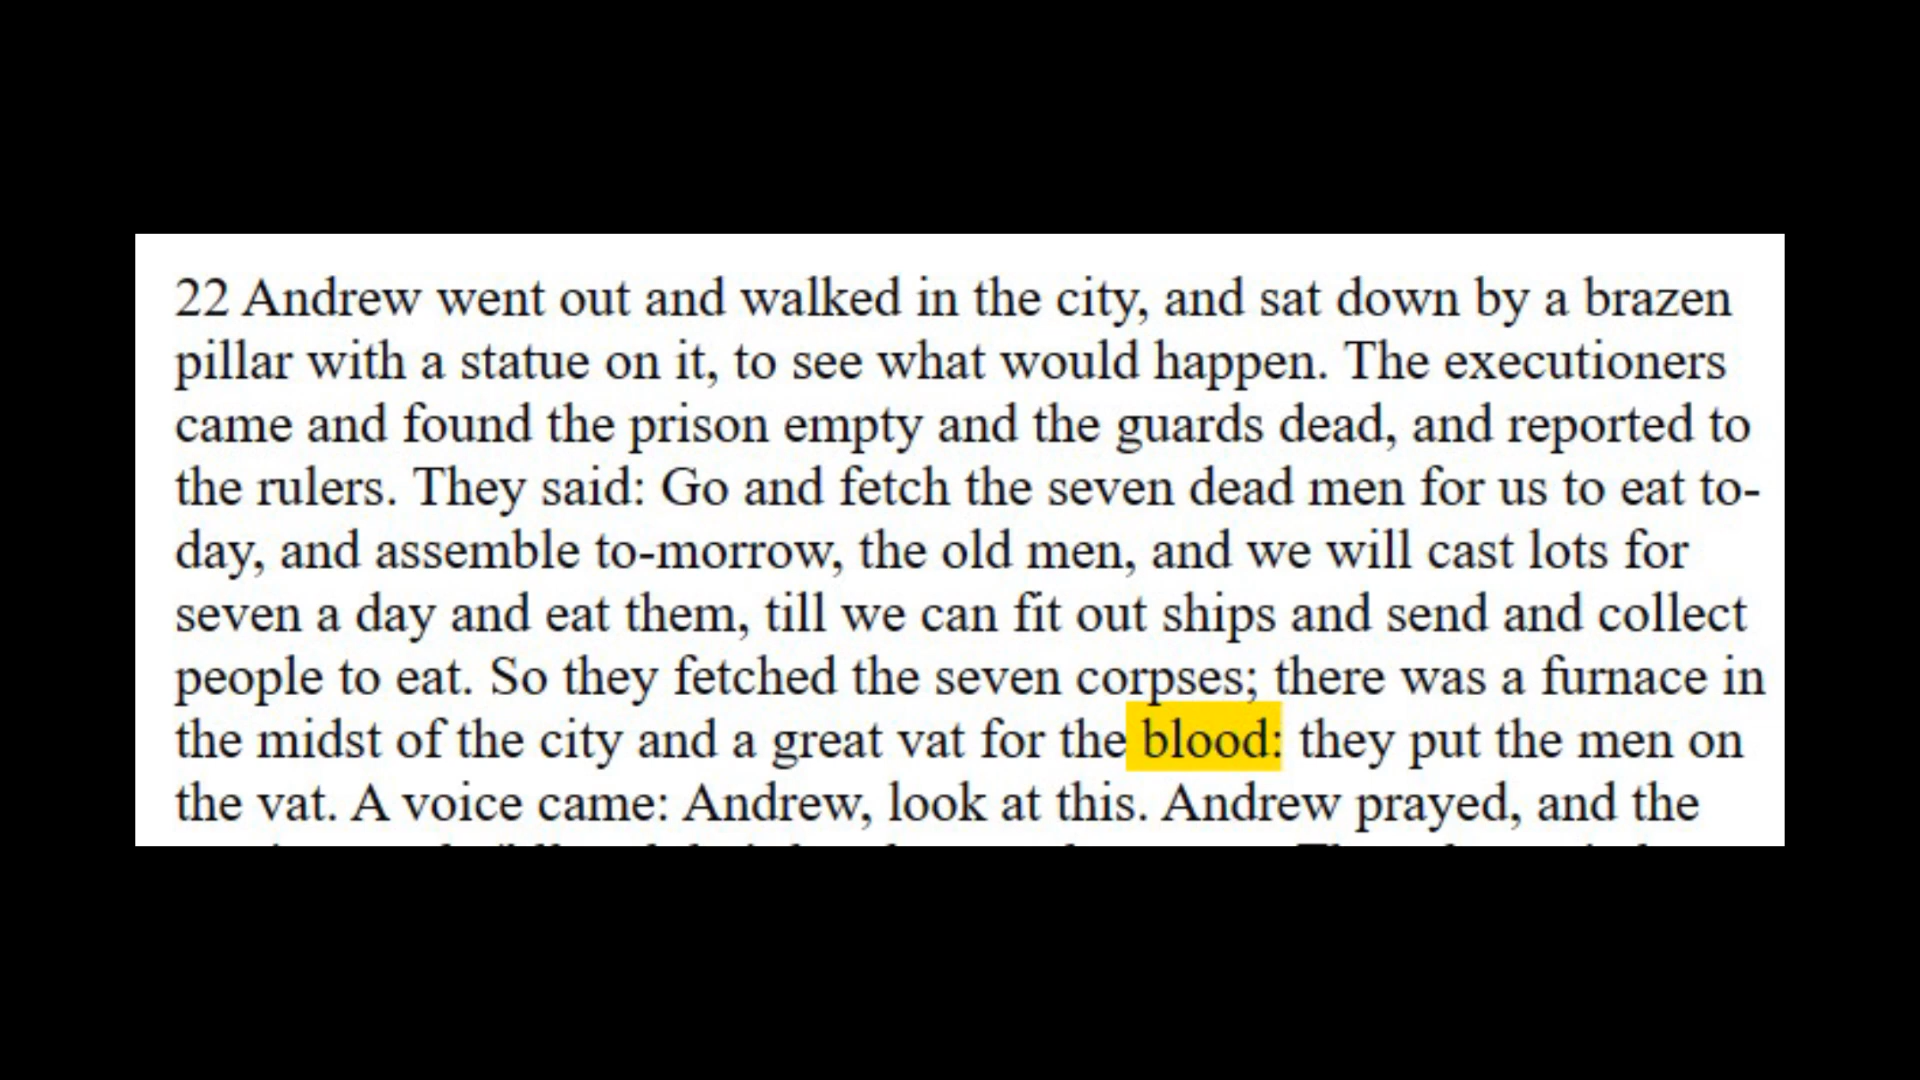 22 Andrew went out and walked in the city, and sat down by a brazen
pillar with a statue on it, to see what would happen. The executioners
came and found the prison empty and the guards dead, and reported to
the rulers. They said: Go and fetch the seven dead men for us to eat to-
day, and assemble to-morrow, the old men, and we will cast lots for
seven a day and eat them, till we can fit out ships and send and collect
people to eat. So they fetched the seven corpses; there was a furnace in
the midst of the city and a great vat for the blood: they put the men on
the vat. A voice came: Andrew, look at this. Andrew prayed, and the